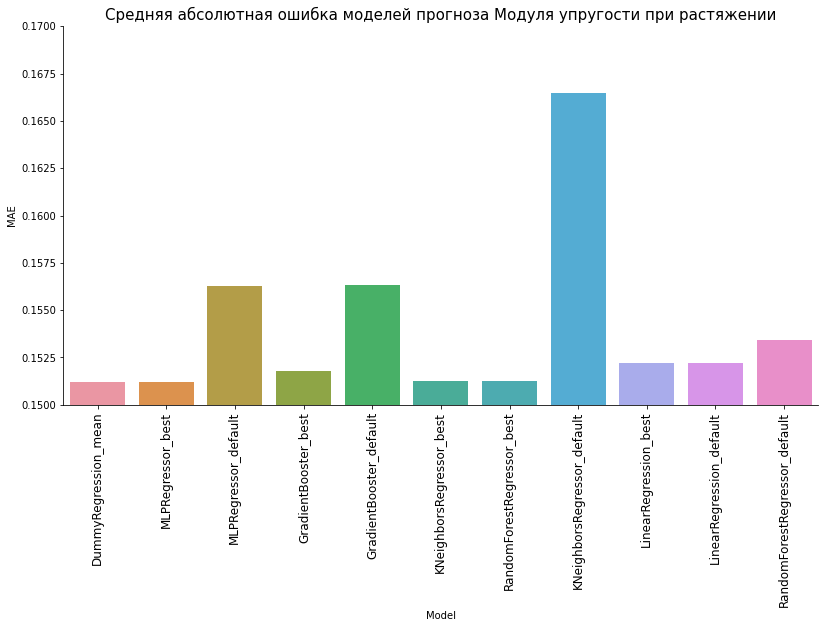 Средняя абсолютная ошибка моделей прогноза Модуля упругости при растяжении
0.1700
0.1675
0.1650
0.1625
0.1600
0.1575
0.1550
0.1525
0.1500
MAE
DummyRegression_mean
MLPRegressor_best
MLPRegressor_default
GradientBooster_best
GradientBooster_default
KNeighborsRegressor_best
RandomForestRegressor_best
KNeighborsRegressor_default
LinearRegression_best
LinearRegression_default
RandomForestRegressor_default
Model